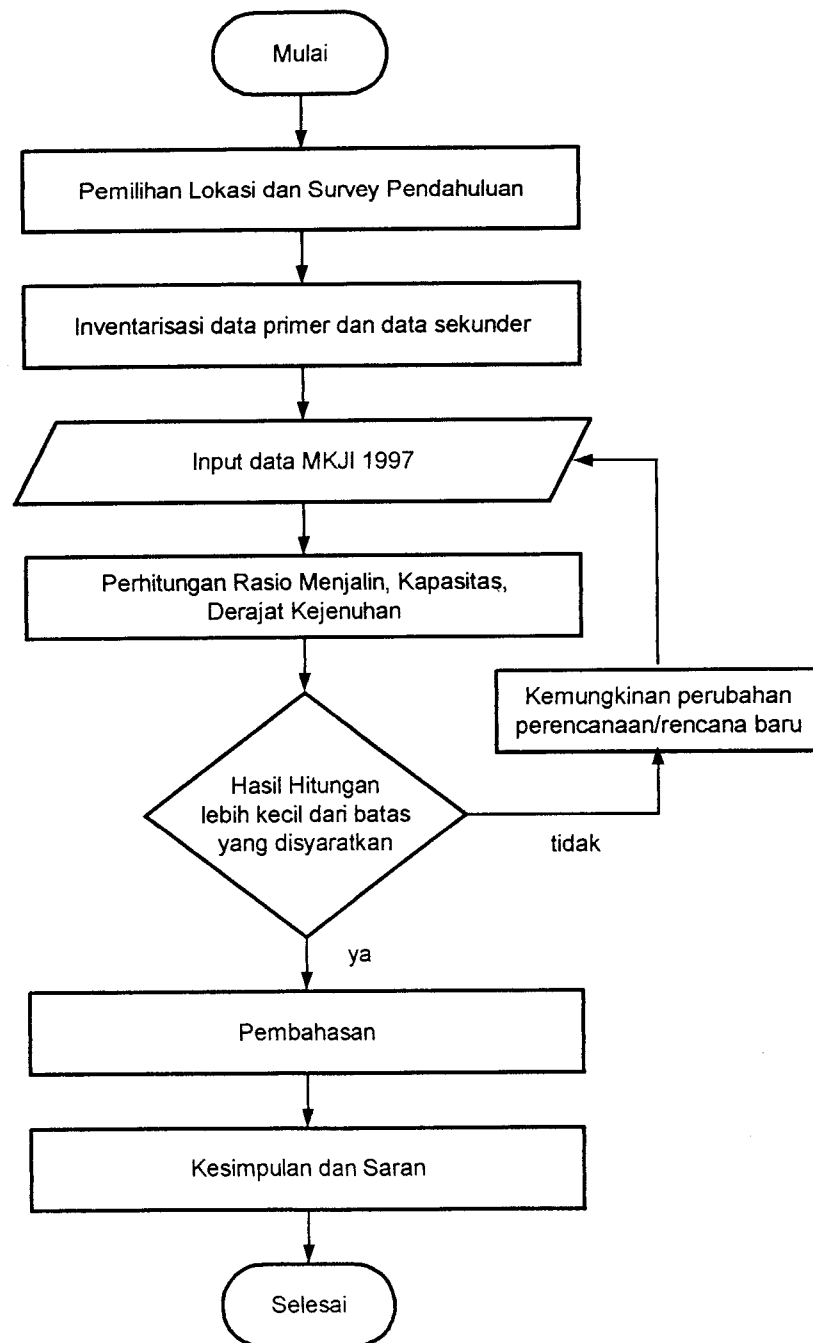 Mulai
Pemilihan Lokasi dan Survey Pendahuluan
Inventarisasi data primer dan data sekunder
Input data MKJI 1997
Perhitungan Rasio Menjalin, Kapasitas,
Derajat Kejenuhan
Kemungkinan perubahan
perencanaan/rencana baru
Hasil Hitungan
lebih kecil dari batas
yang disyaratkan
tidak
ya
Pembahasan
Kesimpulan dan Saran
Selesai